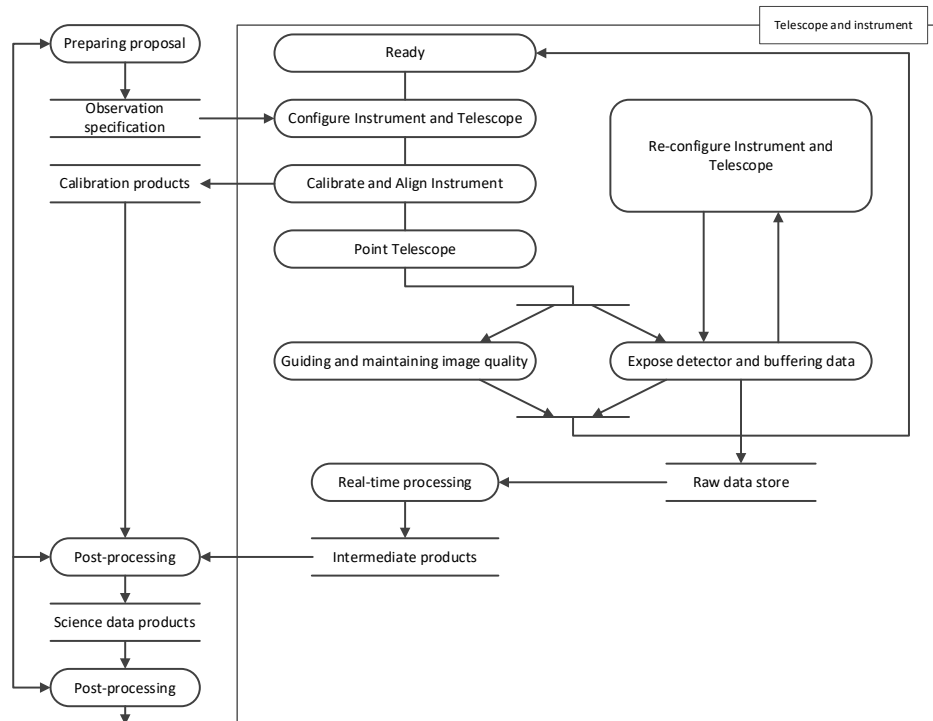 Telescope and instrument
Preparing proposal
Ready
Observation
specification
Configure Instrument and Telescope
Re-configure Instrument and
Telescope
Calibration products
Calibrate and Align Instrument
Point Telescope
Guiding and maintaining image quality
Expose detector and buffering data
Real-time processing
Raw data store
Post-processing
Intermediate products
Science data products
Post-processing